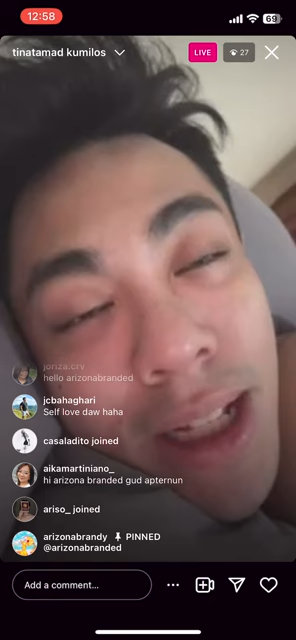 12:58
69
tinatamad kumilos
LIVE
27
joriza.crv
hello arizonabranded
jcbahaghari
Self love daw haha
casaladito joined
aikamartiniano_
hi arizona branded gud apternun
ariso_ joined
arizonabrandy PINNED
@arizonabranded
Add a comment...